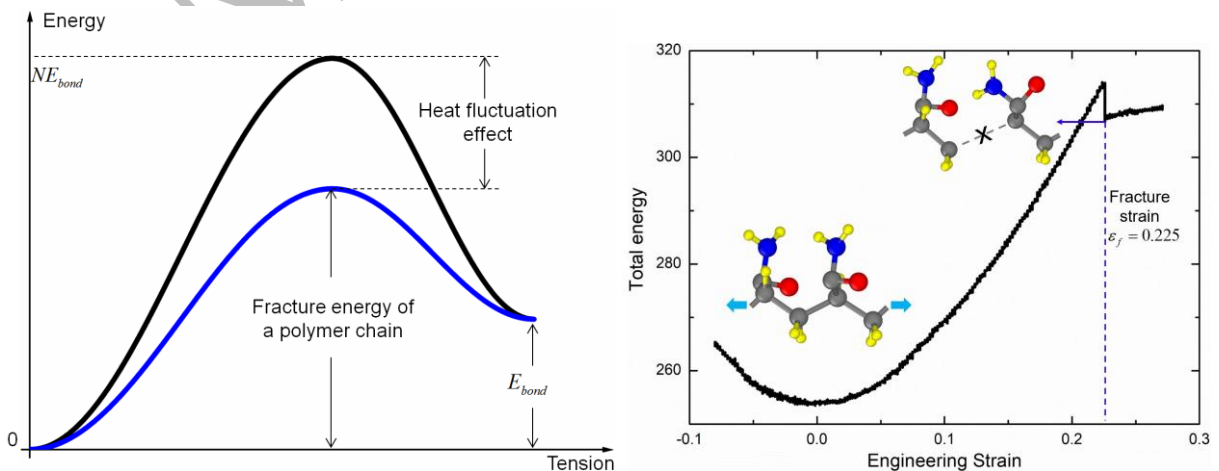 Energy
NE_bond
Heat fluctuation
effect
Fracture energy of
a polymer chain
E_bond
0
Tension
320
300
280
260
Total energy
X
Fracture
strain
ε_f = 0.225
-0.1
0.0
0.1
0.2
0.3
Engineering Strain